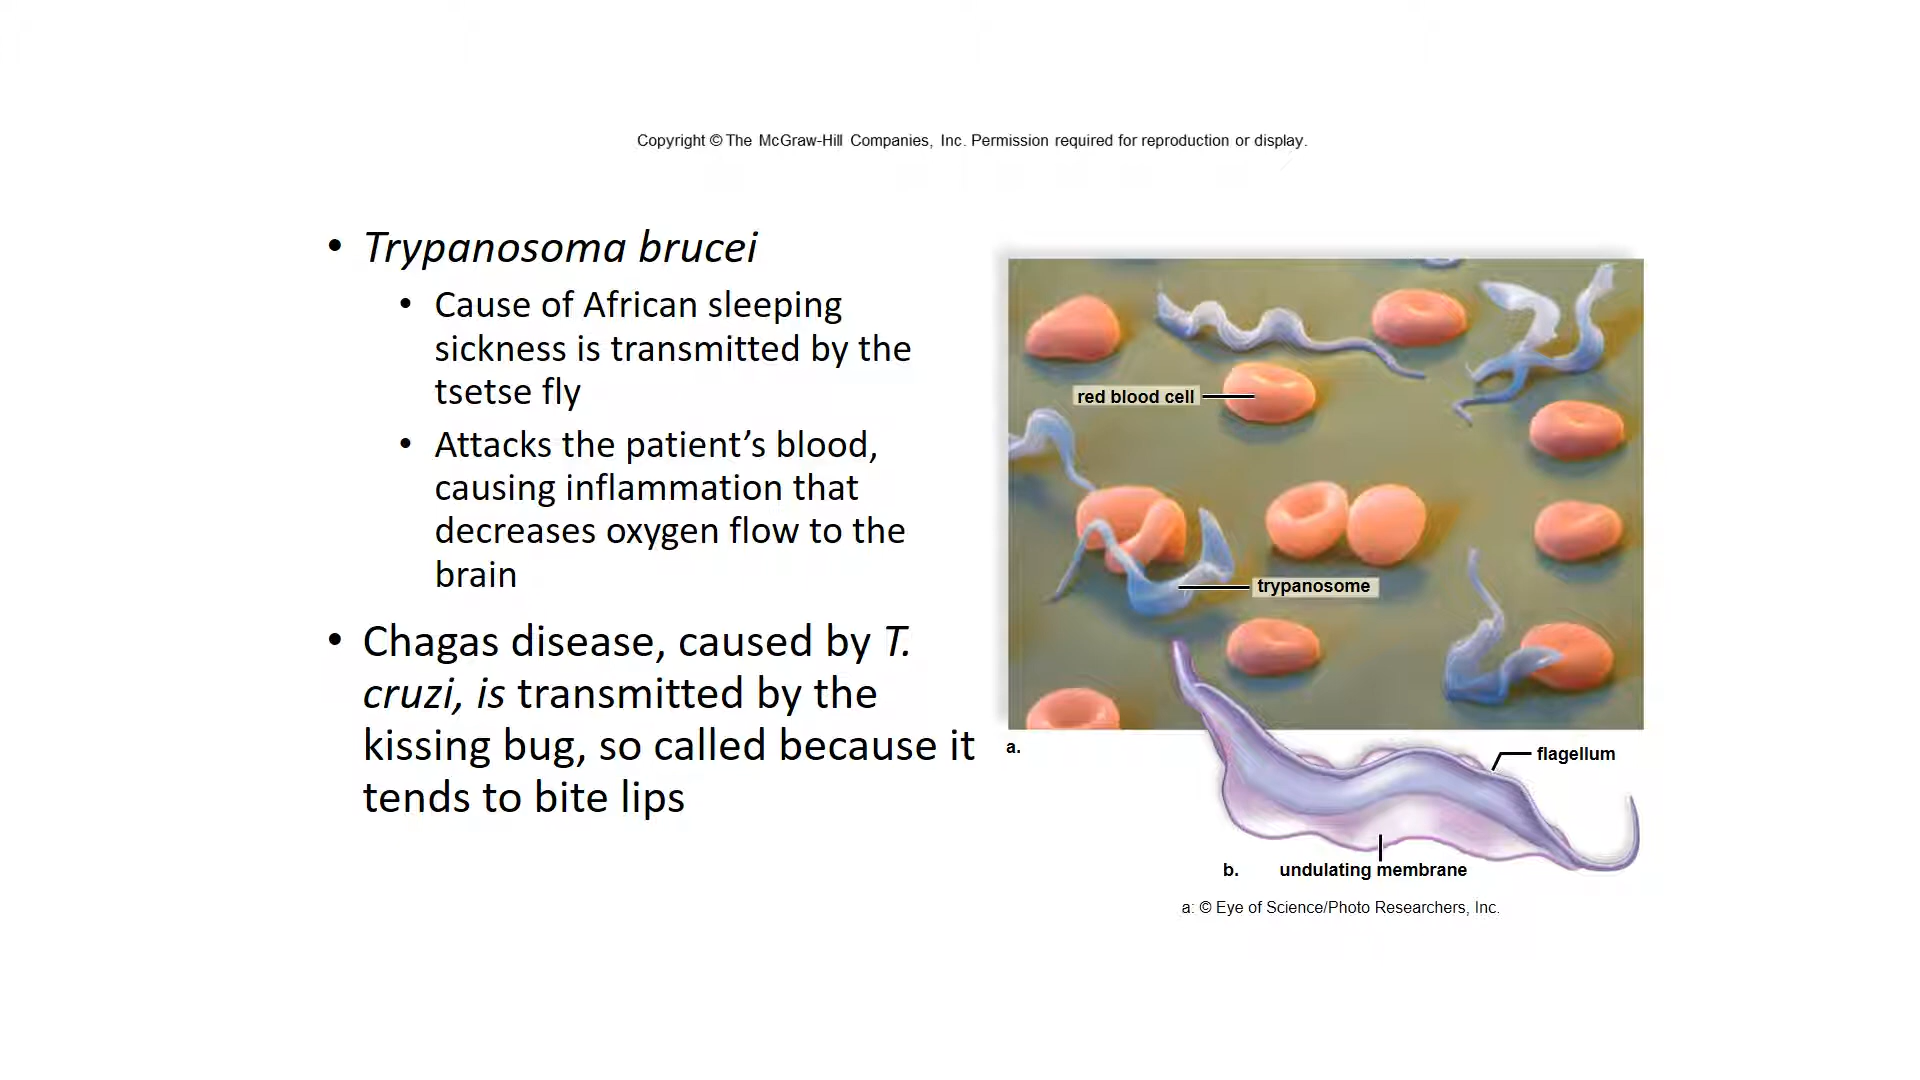 Copyright © The McGraw-Hill Companies, Inc. Permission required for reproduction or display.
• Trypanosoma brucei
• Cause of African sleeping
sickness is transmitted by the
tsetse fly
• Attacks the patient’s blood,
causing inflammation that
decreases oxygen flow to the
brain
• Chagas disease, caused by T.
cruzi, is transmitted by the
kissing bug, so called because it
tends to bite lips
red blood cell
trypanosome
a.
flagellum
b.
undulating membrane
a: © Eye of Science/Photo Researchers, Inc.